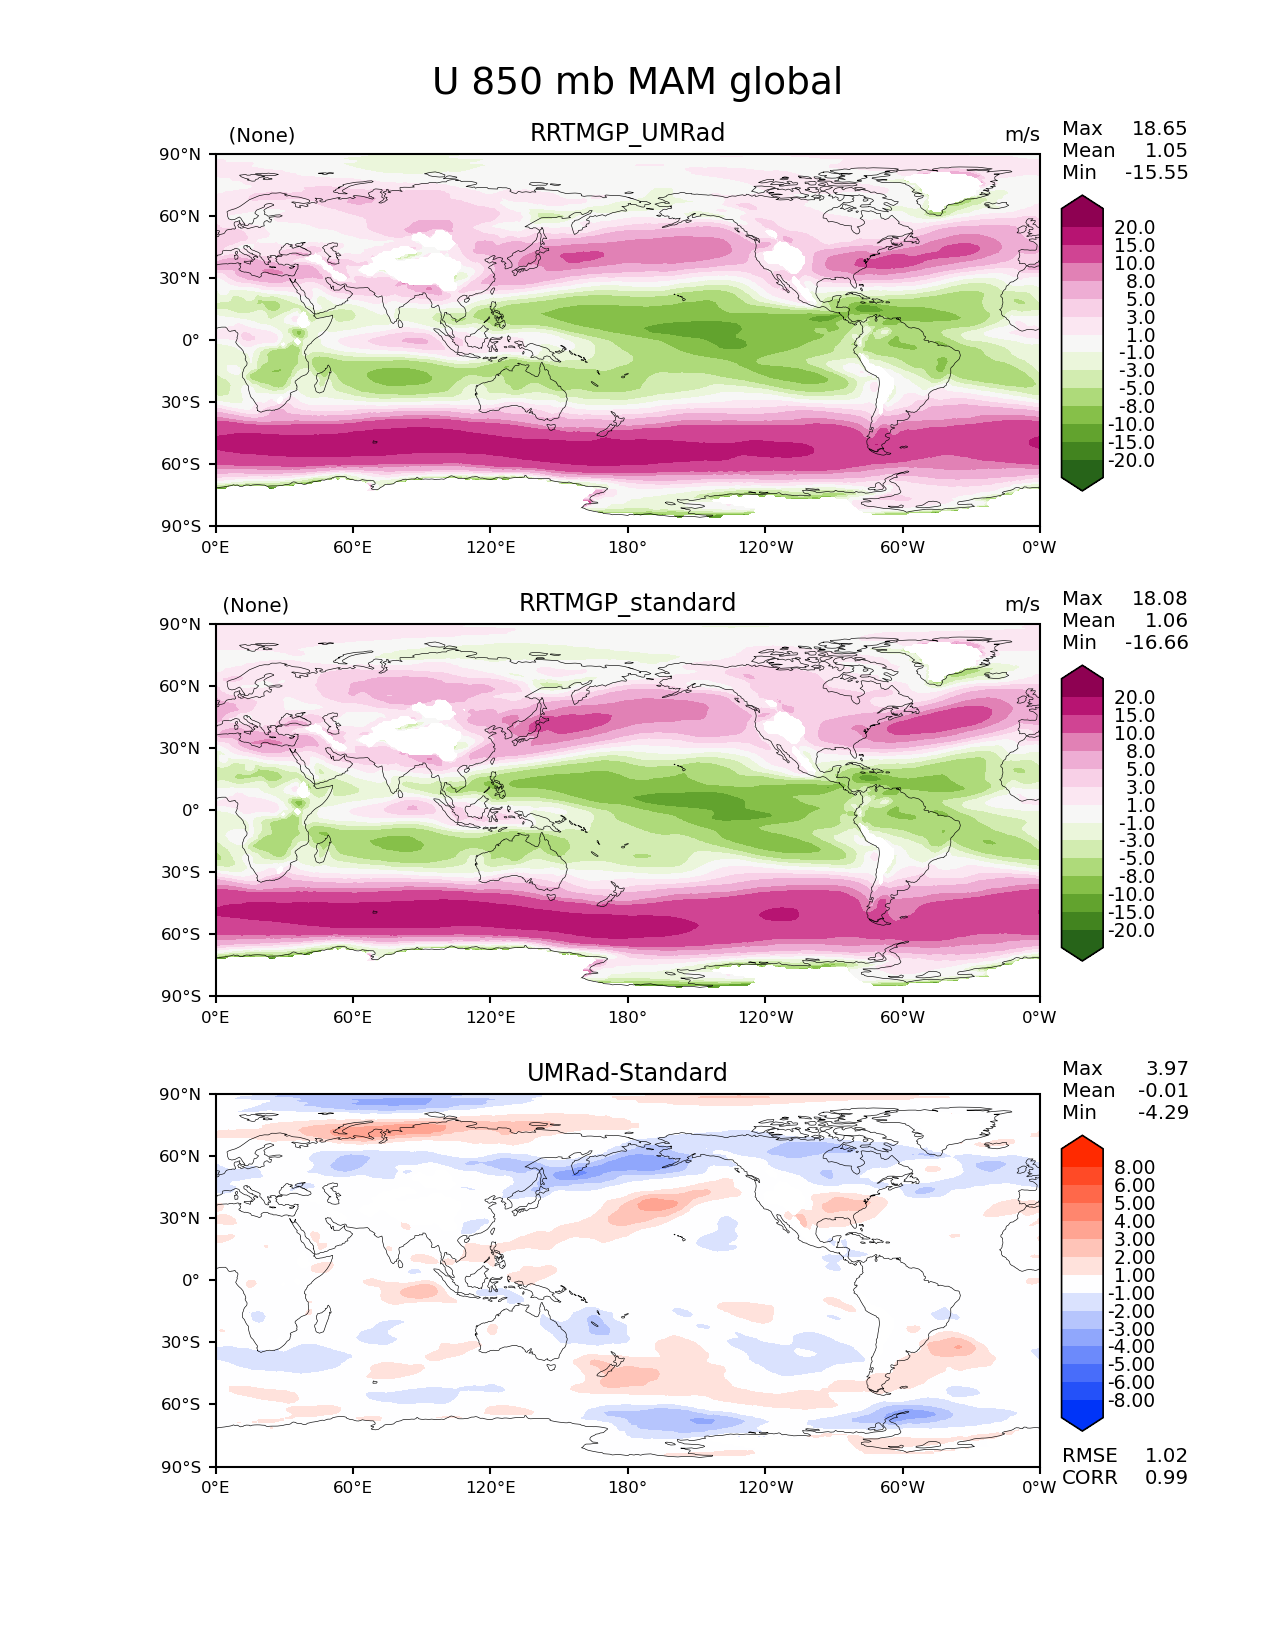 U 850 mb MAM global
(None) RRTMGP_UMRad m/s
Max 18.65
Mean 1.05
Min -15.55
90°N
60°N
30°N
0°
30°S
60°S
90°S
0°E 60°E 120°E 180° 120°W 60°W 0°W
20.0
15.0
10.0
8.0
5.0
3.0
1.0
-1.0
-3.0
-5.0
-8.0
-10.0
-15.0
-20.0
(None) RRTMGP_standard m/s
Max 18.08
Mean 1.06
Min -16.66
90°N
60°N
30°N
0°
30°S
60°S
90°S
0°E 60°E 120°E 180° 120°W 60°W 0°W
20.0
15.0
10.0
8.0
5.0
3.0
1.0
-1.0
-3.0
-5.0
-8.0
-10.0
-15.0
-20.0
UMRad-Standard
Max 3.97
Mean -0.01
Min -4.29
90°N
60°N
30°N
0°
30°S
60°S
90°S
0°E 60°E 120°E 180° 120°W 60°W 0°W
8.00
6.00
5.00
4.00
3.00
2.00
1.00
-1.00
-2.00
-3.00
-4.00
-5.00
-6.00
-8.00
RMSE 1.02
CORR 0.99